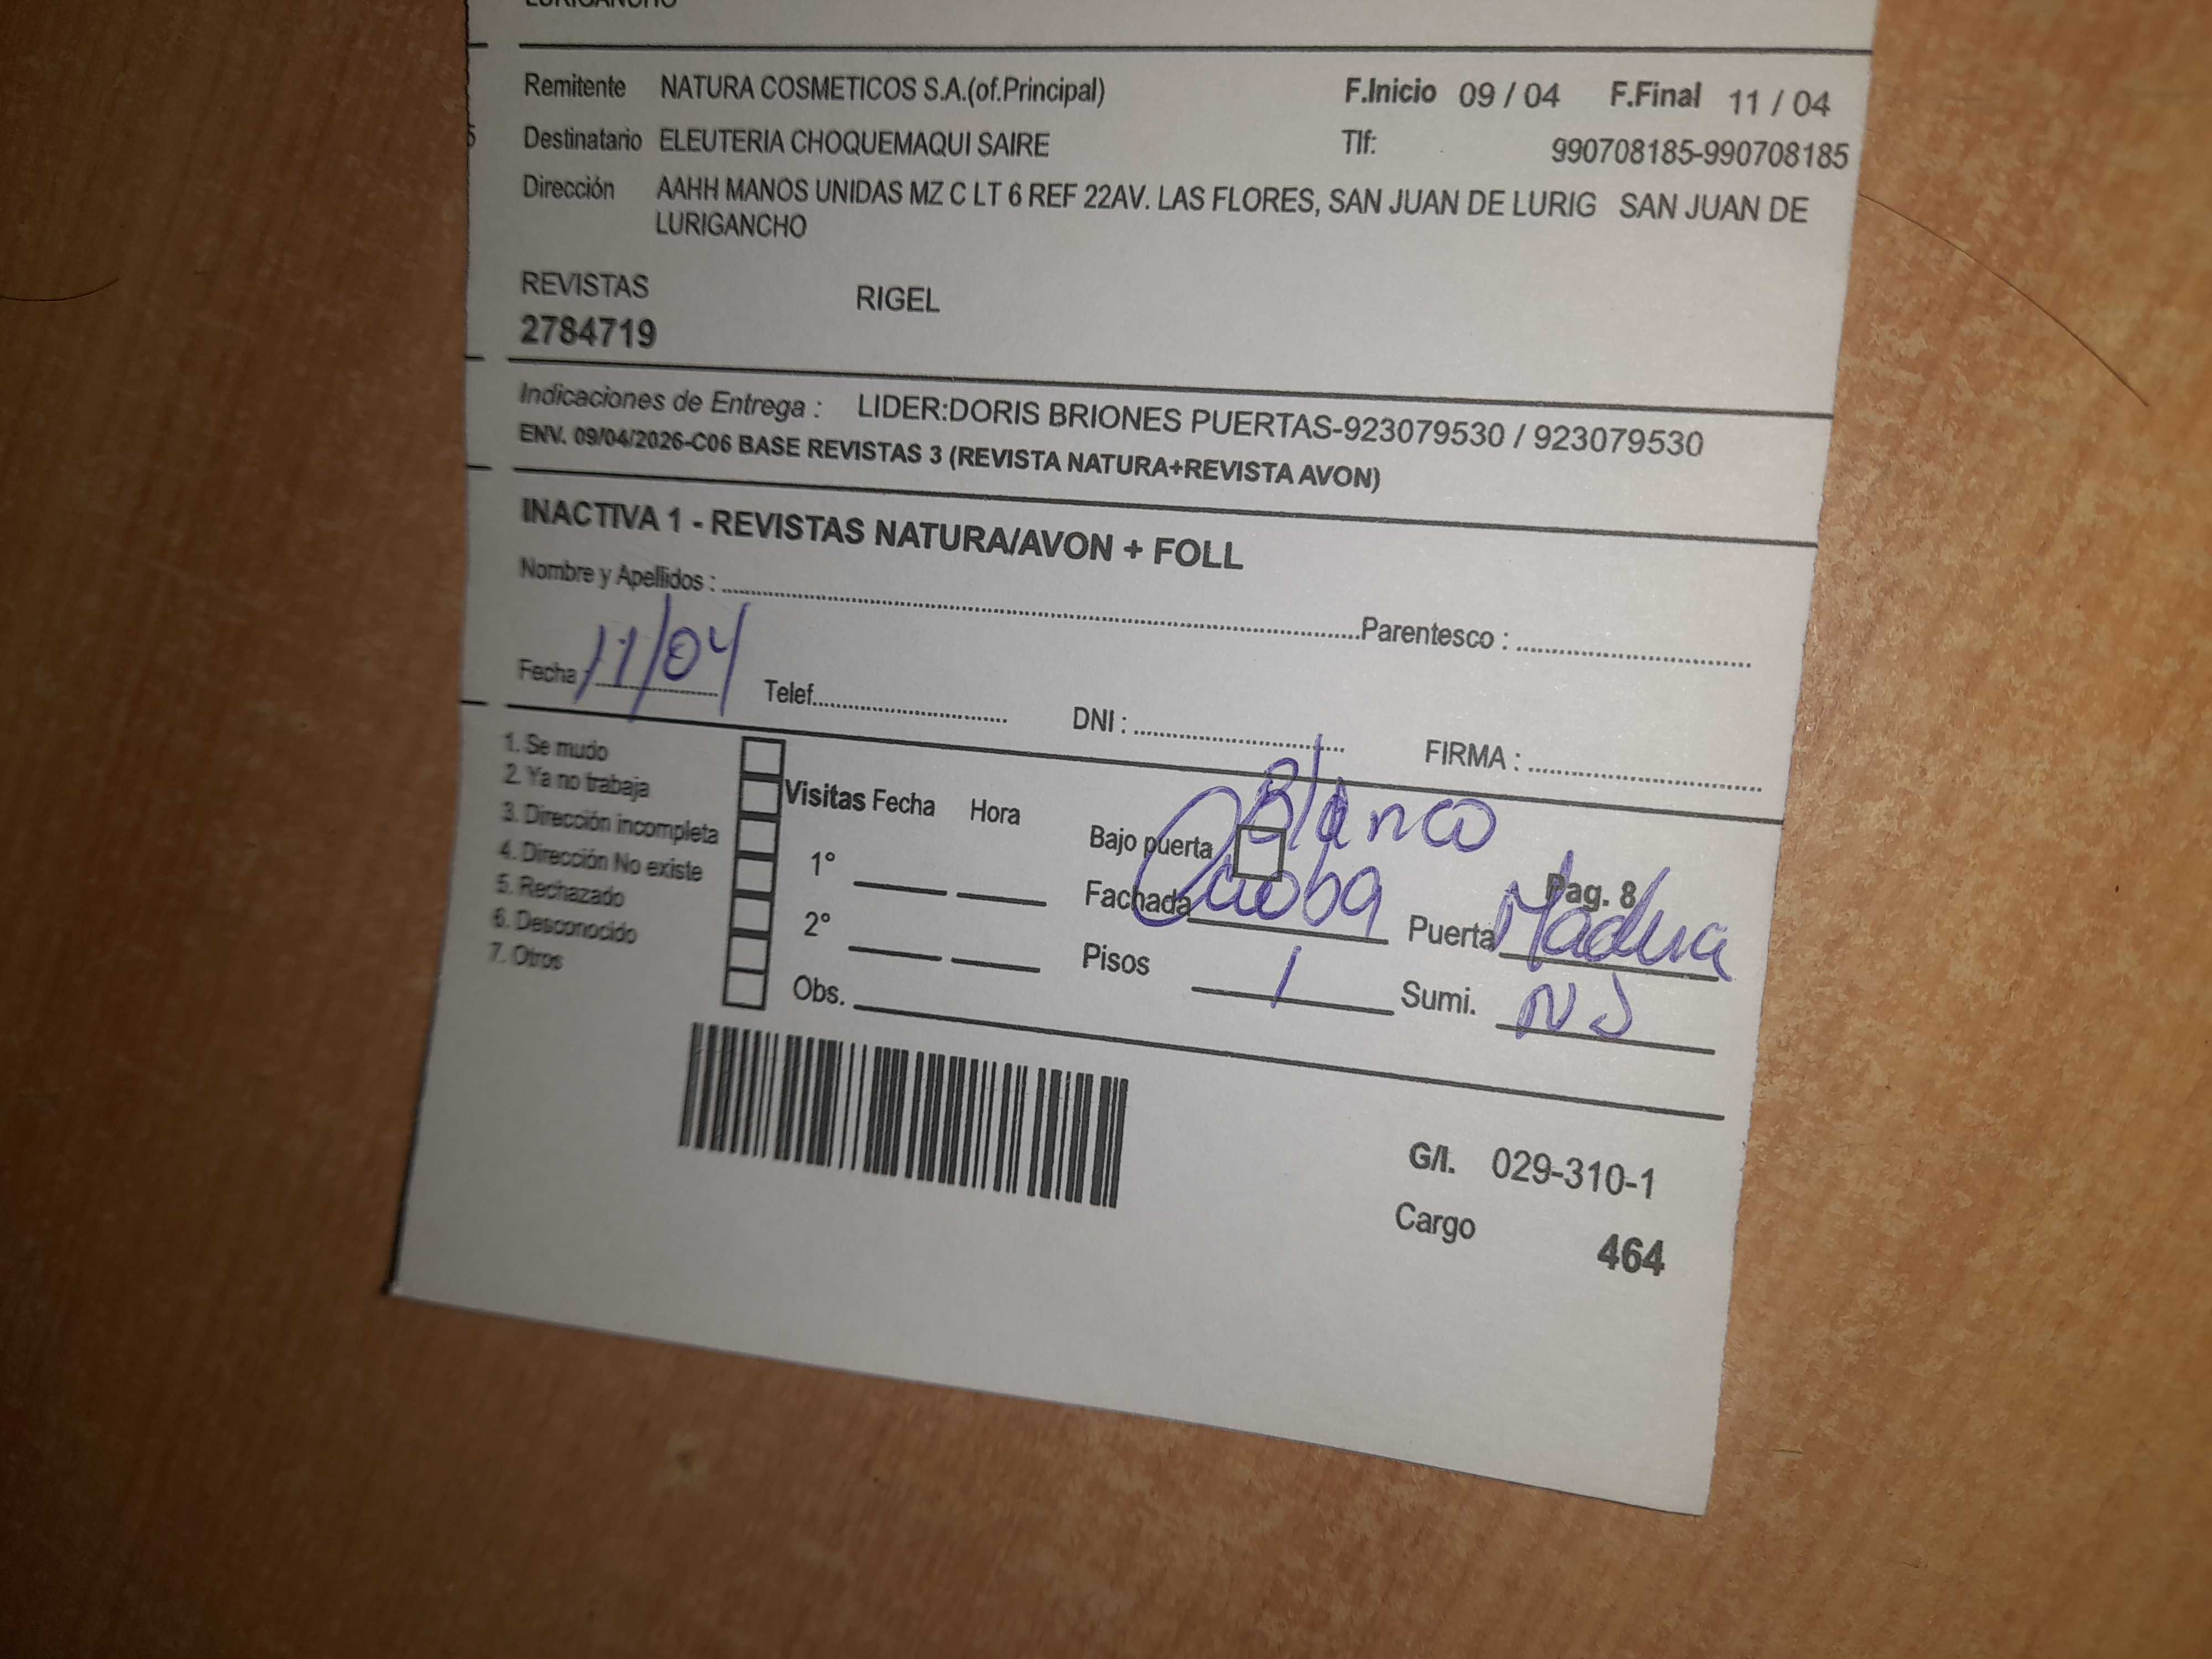 LURIGANCHO
Remitente NATURA COSMETICOS S.A.(of.Principal) F.Inicio 09 / 04 F.Final 11 / 04
Destinatario ELEUTERIA CHOQUEMAQUI SAIRE Tlf: 990708185-990708185
Dirección AAHH MANOS UNIDAS MZ C LT 6 REF 22AV. LAS FLORES, SAN JUAN DE LURIG SAN JUAN DE
LURIGANCHO
REVISTAS RIGEL
2784719
Indicaciones de Entrega : LIDER:DORIS BRIONES PUERTAS-923079530 / 923079530
ENV. 09/04/2026-C06 BASE REVISTAS 3 (REVISTA NATURA+REVISTA AVON)
INACTIVA 1 - REVISTAS NATURA/AVON + FOLL
Nombre y Apellidos : Parentesco :
Fecha : 11/04 Telef. DNI : FIRMA :
1. Se mudo
2. Ya no trabaja
3. Dirección incompleta
4. Dirección No existe
5. Rechazado
6. Desconocido
7. Otros
Visitas Fecha Hora
1°
2°
Obs.
Blanco
Bajo puerta
Fachada Caoba
Pag. 8
Puerta Madera
Pisos 1 Sumi.
G/I. 029-310-1
Cargo 464